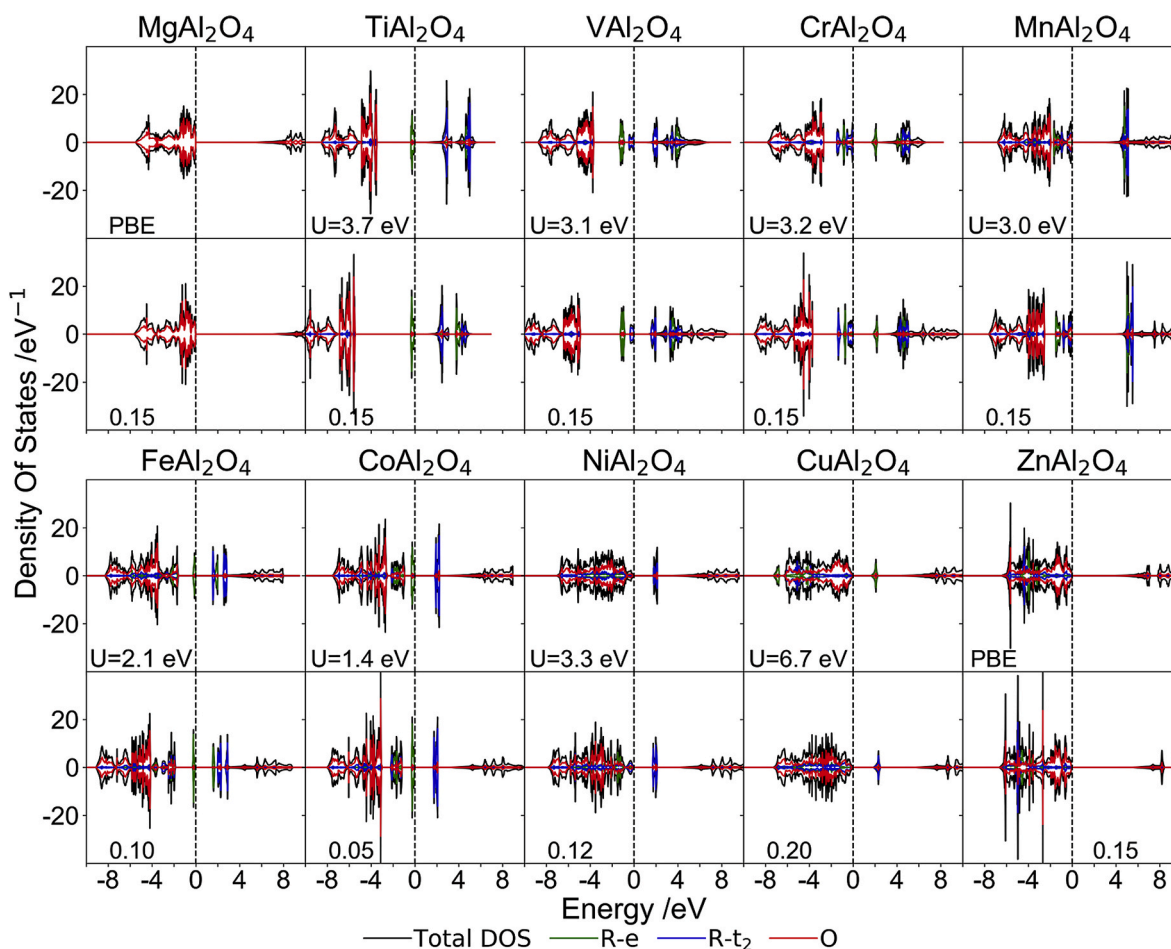 MgAl₂O₄ TiAl₂O₄ VAl₂O₄ CrAl₂O₄ MnAl₂O₄
20
0
-20
PBE U=3.7 eV U=3.1 eV U=3.2 eV U=3.0 eV
20
0
-20
0.15 0.15 0.15 0.15 0.15
FeAl₂O₄ CoAl₂O₄ NiAl₂O₄ CuAl₂O₄ ZnAl₂O₄
20
0
-20
U=2.1 eV U=1.4 eV U=3.3 eV U=6.7 eV PBE
20
0
-20
0.10 0.05 0.12 0.20 0.15
-8 -4 0 4 8 -8 -4 0 4 8 -8 -4 0 4 8 -8 -4 0 4 8 -8 -4 0 4 8
Density Of States /eV⁻¹
Energy /eV
Total DOS R-e R-t₂ O